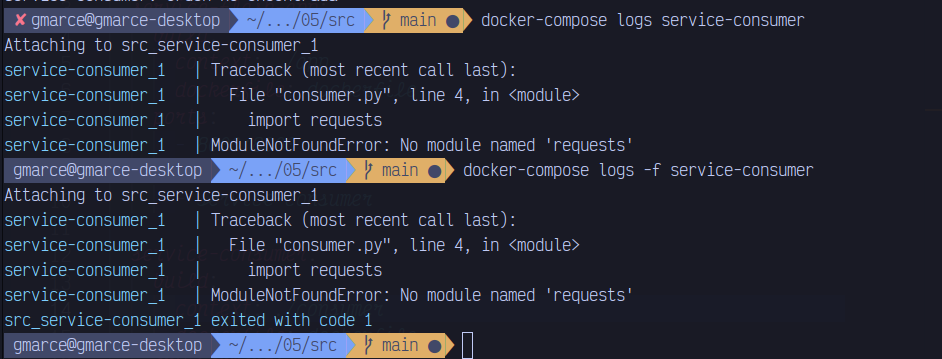 ✘ gmarce@gmarce-desktop ~/.../05/src main ● docker-compose logs service-consumer
Attaching to src_service-consumer_1
service-consumer_1 | Traceback (most recent call last):
service-consumer_1 | File "consumer.py", line 4, in <module>
service-consumer_1 | import requests
service-consumer_1 | ModuleNotFoundError: No module named 'requests'
gmarce@gmarce-desktop ~/.../05/src main ● docker-compose logs -f service-consumer
Attaching to src_service-consumer_1
service-consumer_1 | Traceback (most recent call last):
service-consumer_1 | File "consumer.py", line 4, in <module>
service-consumer_1 | import requests
service-consumer_1 | ModuleNotFoundError: No module named 'requests'
src_service-consumer_1 exited with code 1
gmarce@gmarce-desktop ~/.../05/src main ●